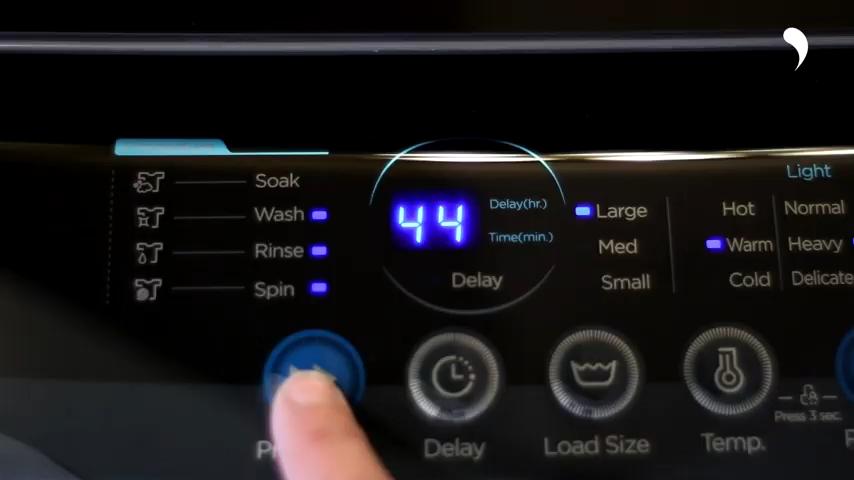 Soak
Wash
Rinse
Spin
44
Delay(hr.)
Time(min.)
Delay
Large
Med
Small
Light
Hot
Warm
Cold
Normal
Heavy
Delicate
Press 3 sec.
Delay
Load Size
Temp.